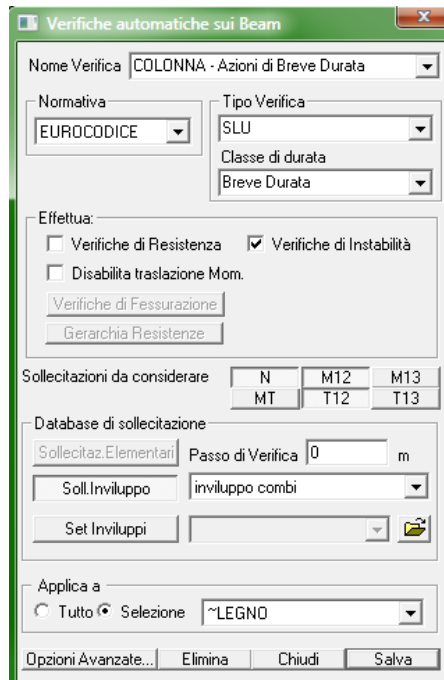 Verifiche automatiche sui Beam
Nome Verifica COLONNA - Azioni di Breve Durata
Normativa
EUROCODICE
Tipo Verifica
SLU
Classe di durata
Breve Durata
Effettua:
Verifiche di Resistenza Verifiche di Instabilità
Disabilita traslazione Mom.
Verifiche di Fessurazione
Gerarchia Resistenze
Sollecitazioni da considerare N M12 M13
MT T12 T13
Database di sollecitazione
Sollecitaz.Elementari Passo di Verifica 0 m
Soll.Inviluppo inviluppo combi
Set Inviluppi
Applica a
Tutto Selezione ~LEGNO
Opzioni Avanzate... Elimina Chiudi Salva